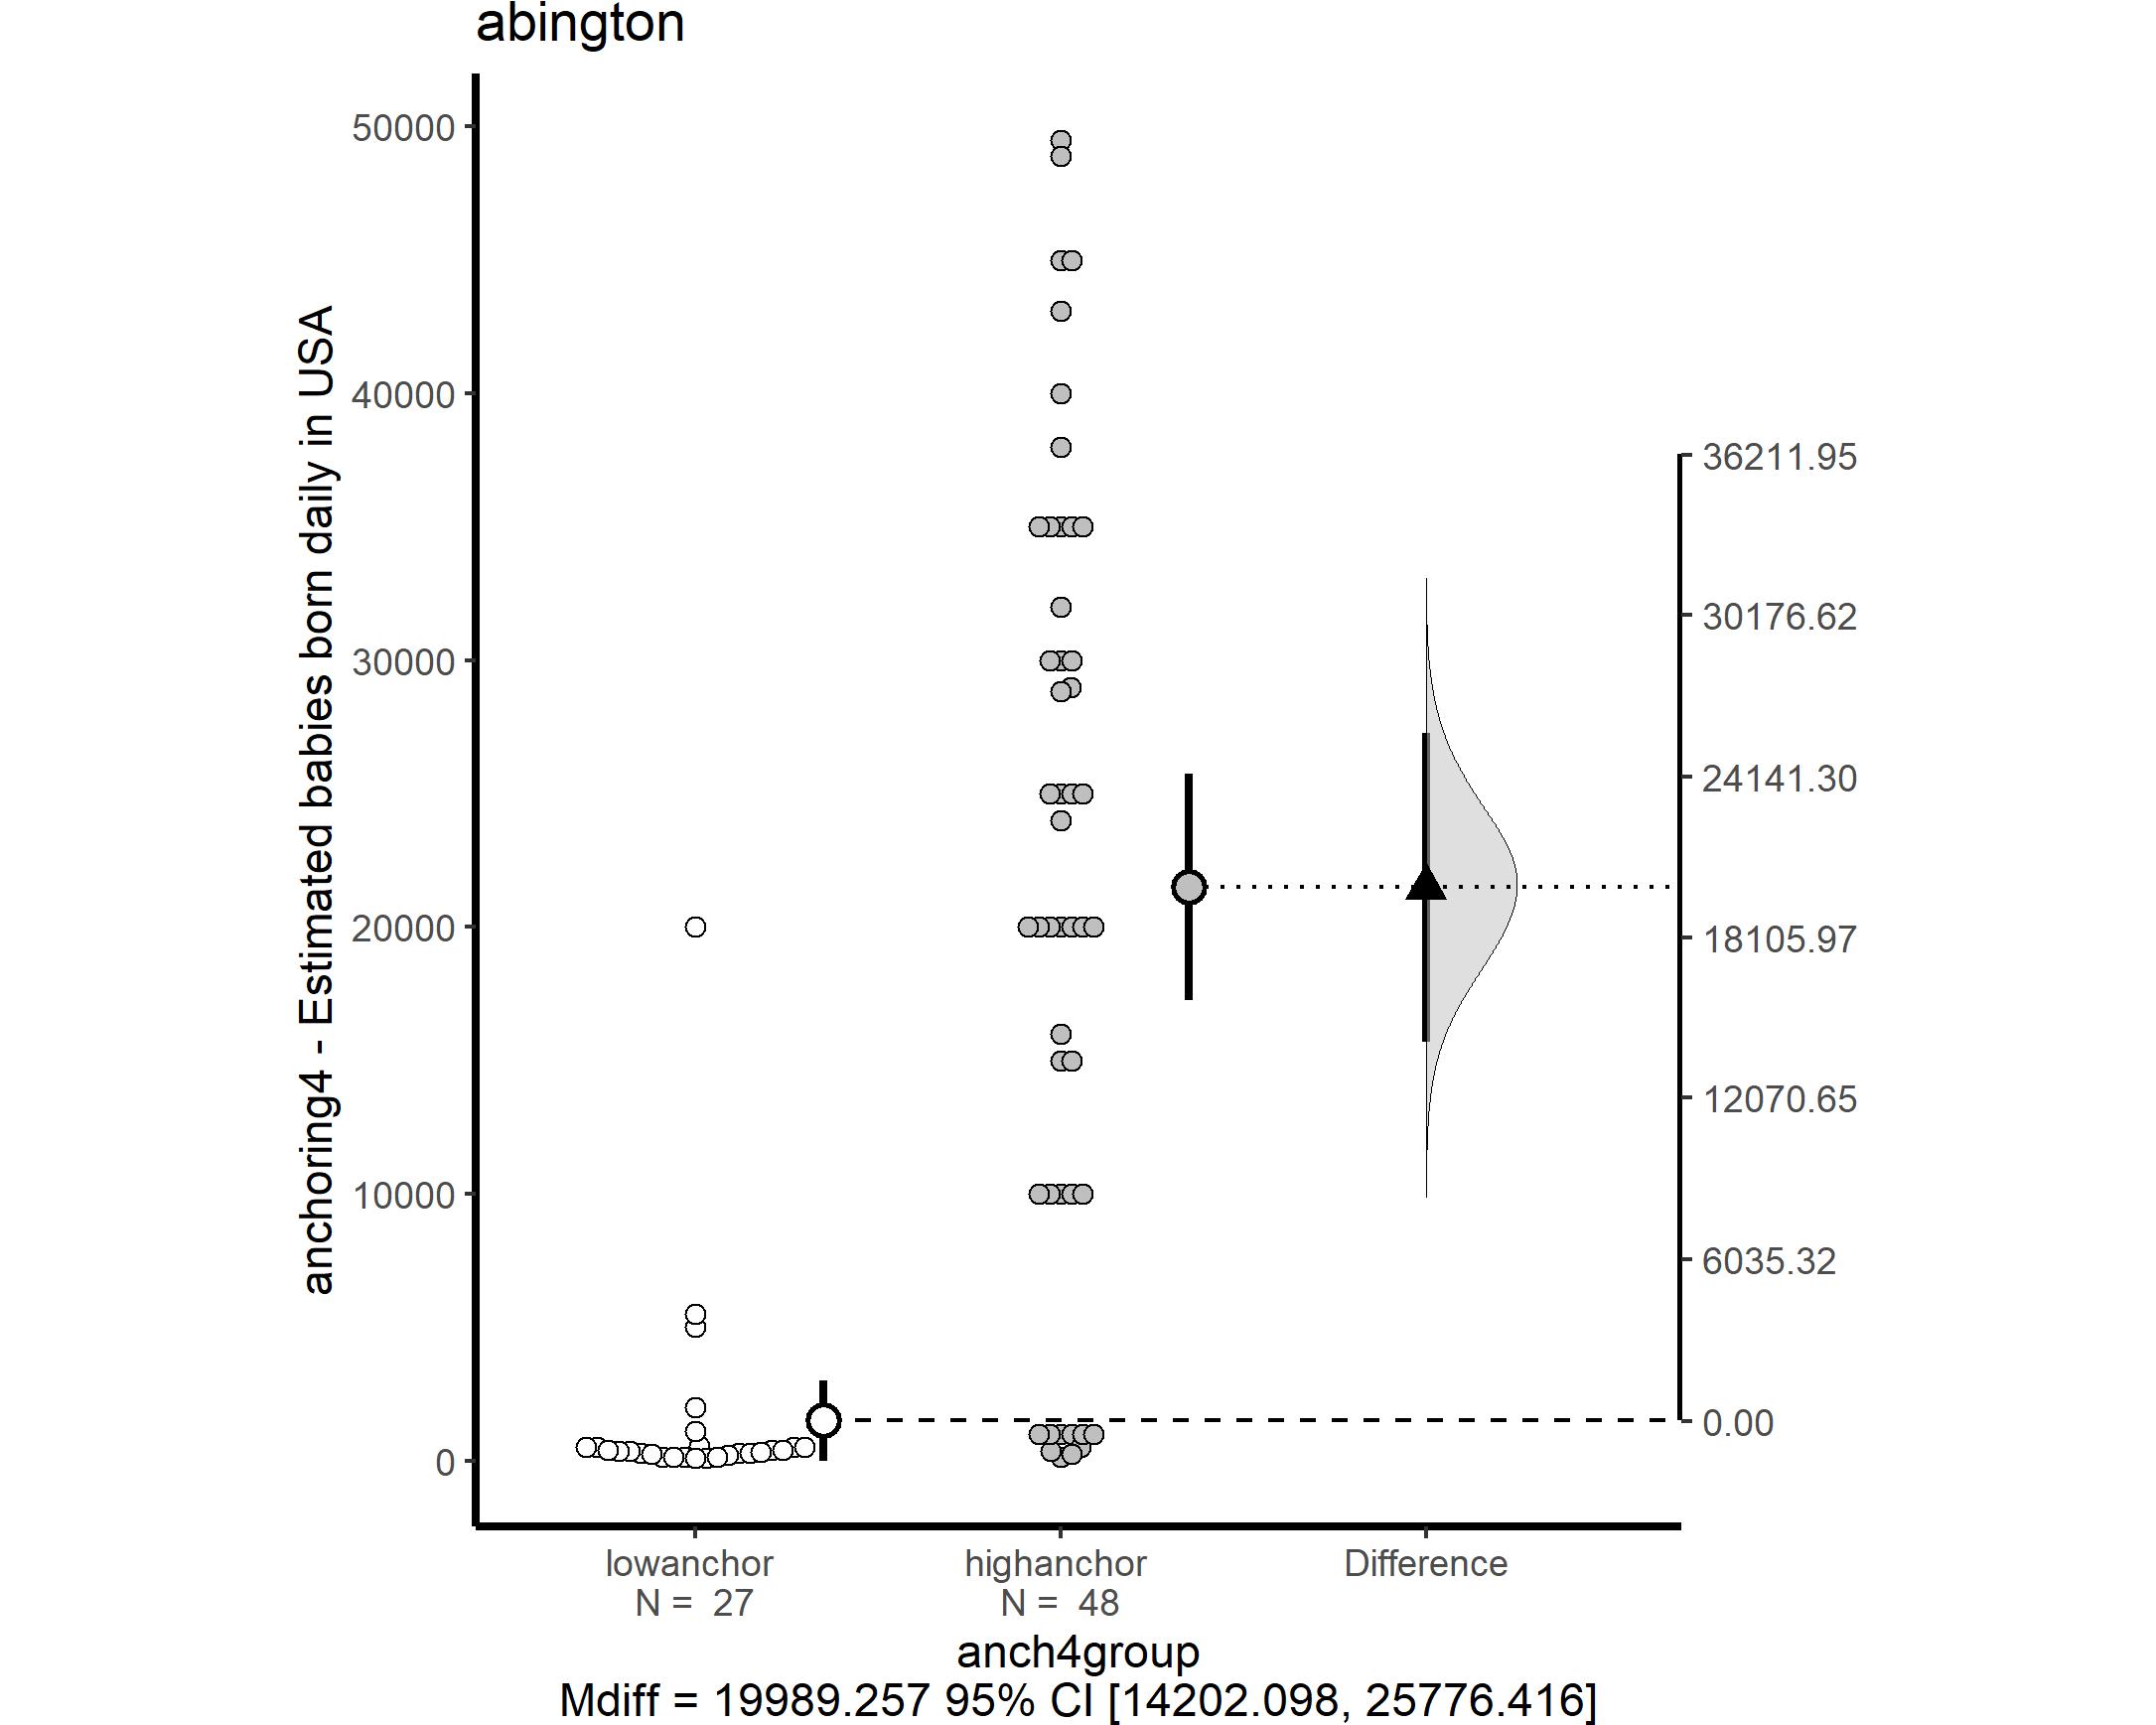 abington
anchoring4 - Estimated babies born daily in USA
50000
40000
30000
20000
10000
0
36211.95
30176.62
24141.30
18105.97
12070.65
6035.32
0.00
lowanchor
N = 27
highanchor
N = 48
Difference
anch4group
Mdiff = 19989.257 95% CI [14202.098, 25776.416]